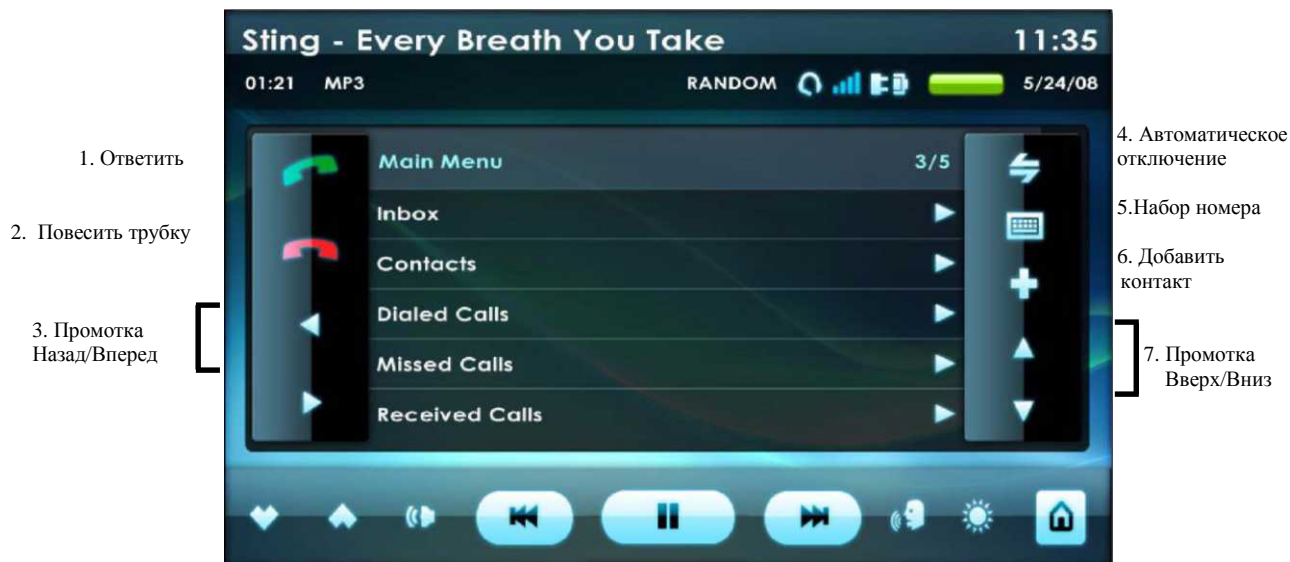 Sting - Every Breath You Take 11:35
01:21 MP3 RANDOM 5/24/08
1. Ответить
2. Повесить трубку
3. Промотка
Назад/Вперед
Main Menu 3/5
Inbox
Contacts
Dialed Calls
Missed Calls
Received Calls
4. Автоматическое
отключение
5.Набор номера
6. Добавить
контакт
7. Промотка
Вверх/Вниз